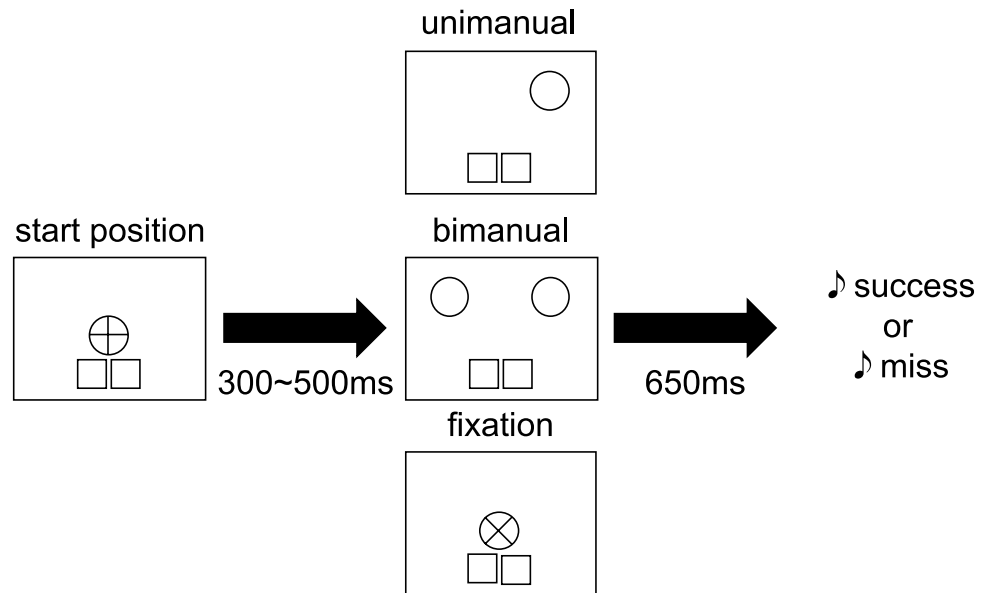 unimanual
start position
bimanual
300~500ms
650ms
♪ success
or
♪ miss
fixation